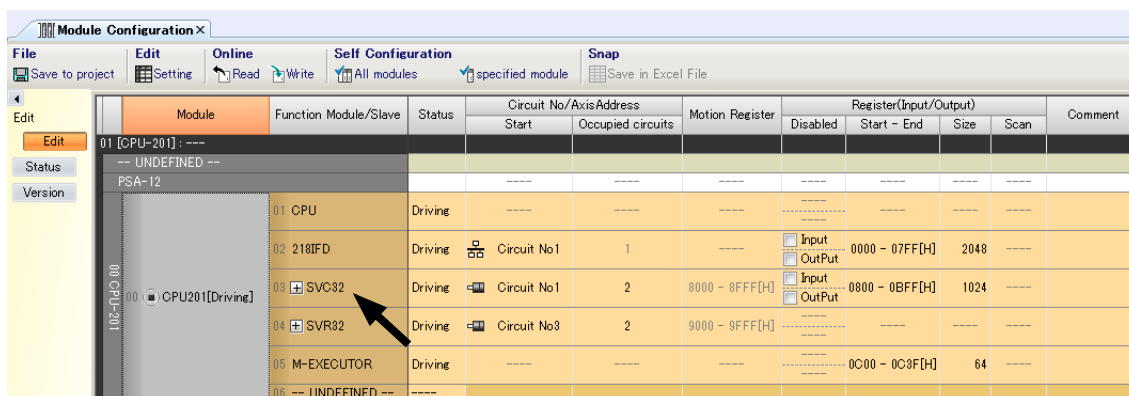 Module Configuration ×
File Edit Online Self Configuration Snap
Save to project Setting Read Write All modules specified module Save in Excel File
Edit
Edit
Status
Version
Module Function Module/Slave Status Circuit No/AxisAddress Motion Register Register(Input/Output) Comment
Start Occupied circuits Disabled Start - End Size Scan
01 [CPU-201] : ---
-- UNDEFINED --
PSA-12 ---- ---- ---- ---- ---- ---- ----
00 CPU-201
00 CPU201[Driving]
01 CPU Driving ---- ---- ---- ---- ---- ---- ---- ----
02 218IFD Driving Circuit No1 1 ---- Input OutPut 0000 - 07FF[H] 2048 ----
03 + SVC32 Driving Circuit No1 2 8000 - 8FFF[H] Input OutPut 0800 - 0BFF[H] 1024 ----
04 + SVR32 Driving Circuit No3 2 9000 - 9FFF[H] ---- ---- ---- ---- ----
05 M-EXECUTOR Driving ---- ---- ---- ---- ---- 0C00 - 0C3F[H] 64 ----
06 -- UNDEFINED -- ----